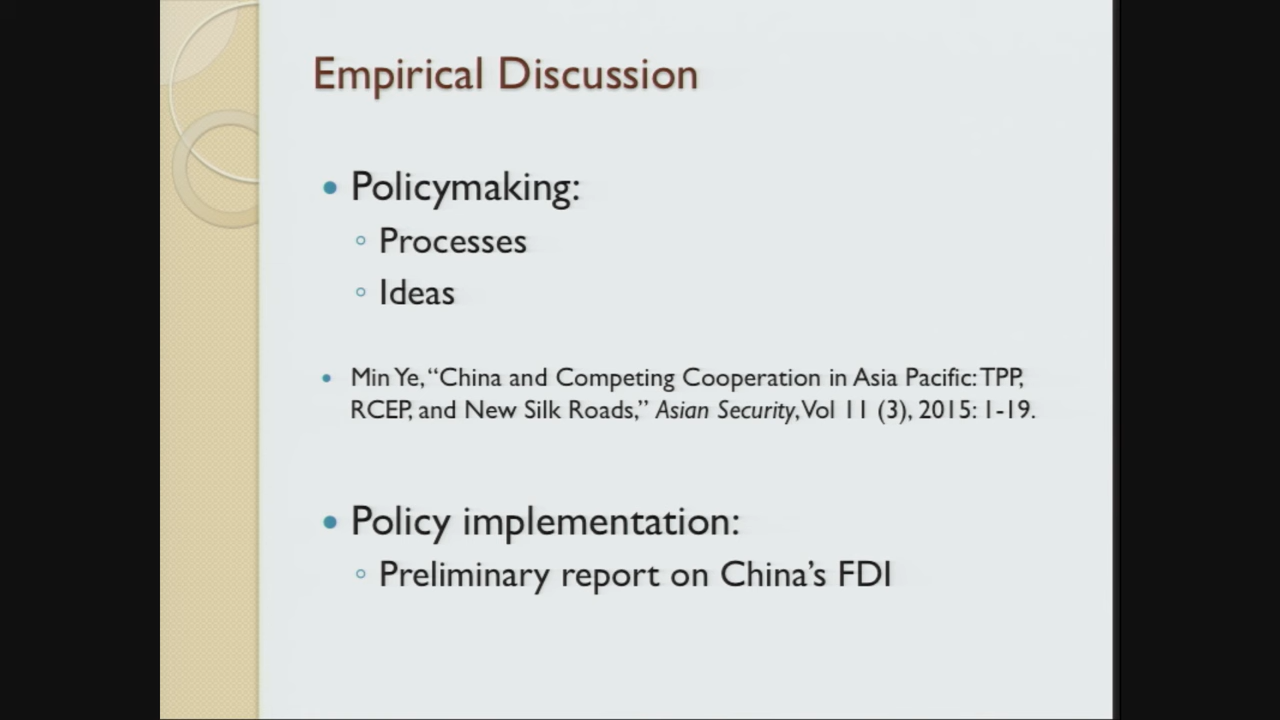 Empirical Discussion
• Policymaking:
◦ Processes
◦ Ideas
• Min Ye, “China and Competing Cooperation in Asia Pacific: TPP,
RCEP, and New Silk Roads,” Asian Security, Vol 11 (3), 2015: 1-19.
• Policy implementation:
◦ Preliminary report on China’s FDI